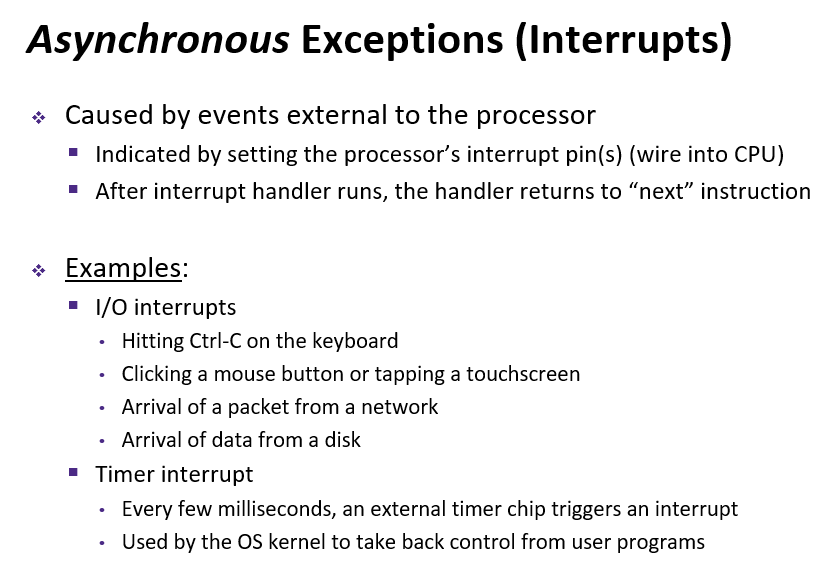 Asynchronous Exceptions (Interrupts)
Caused by events external to the processor
Indicated by setting the processor’s interrupt pin(s) (wire into CPU)
After interrupt handler runs, the handler returns to “next” instruction
Examples:
I/O interrupts
Hitting Ctrl-C on the keyboard
Clicking a mouse button or tapping a touchscreen
Arrival of a packet from a network
Arrival of data from a disk
Timer interrupt
Every few milliseconds, an external timer chip triggers an interrupt
Used by the OS kernel to take back control from user programs